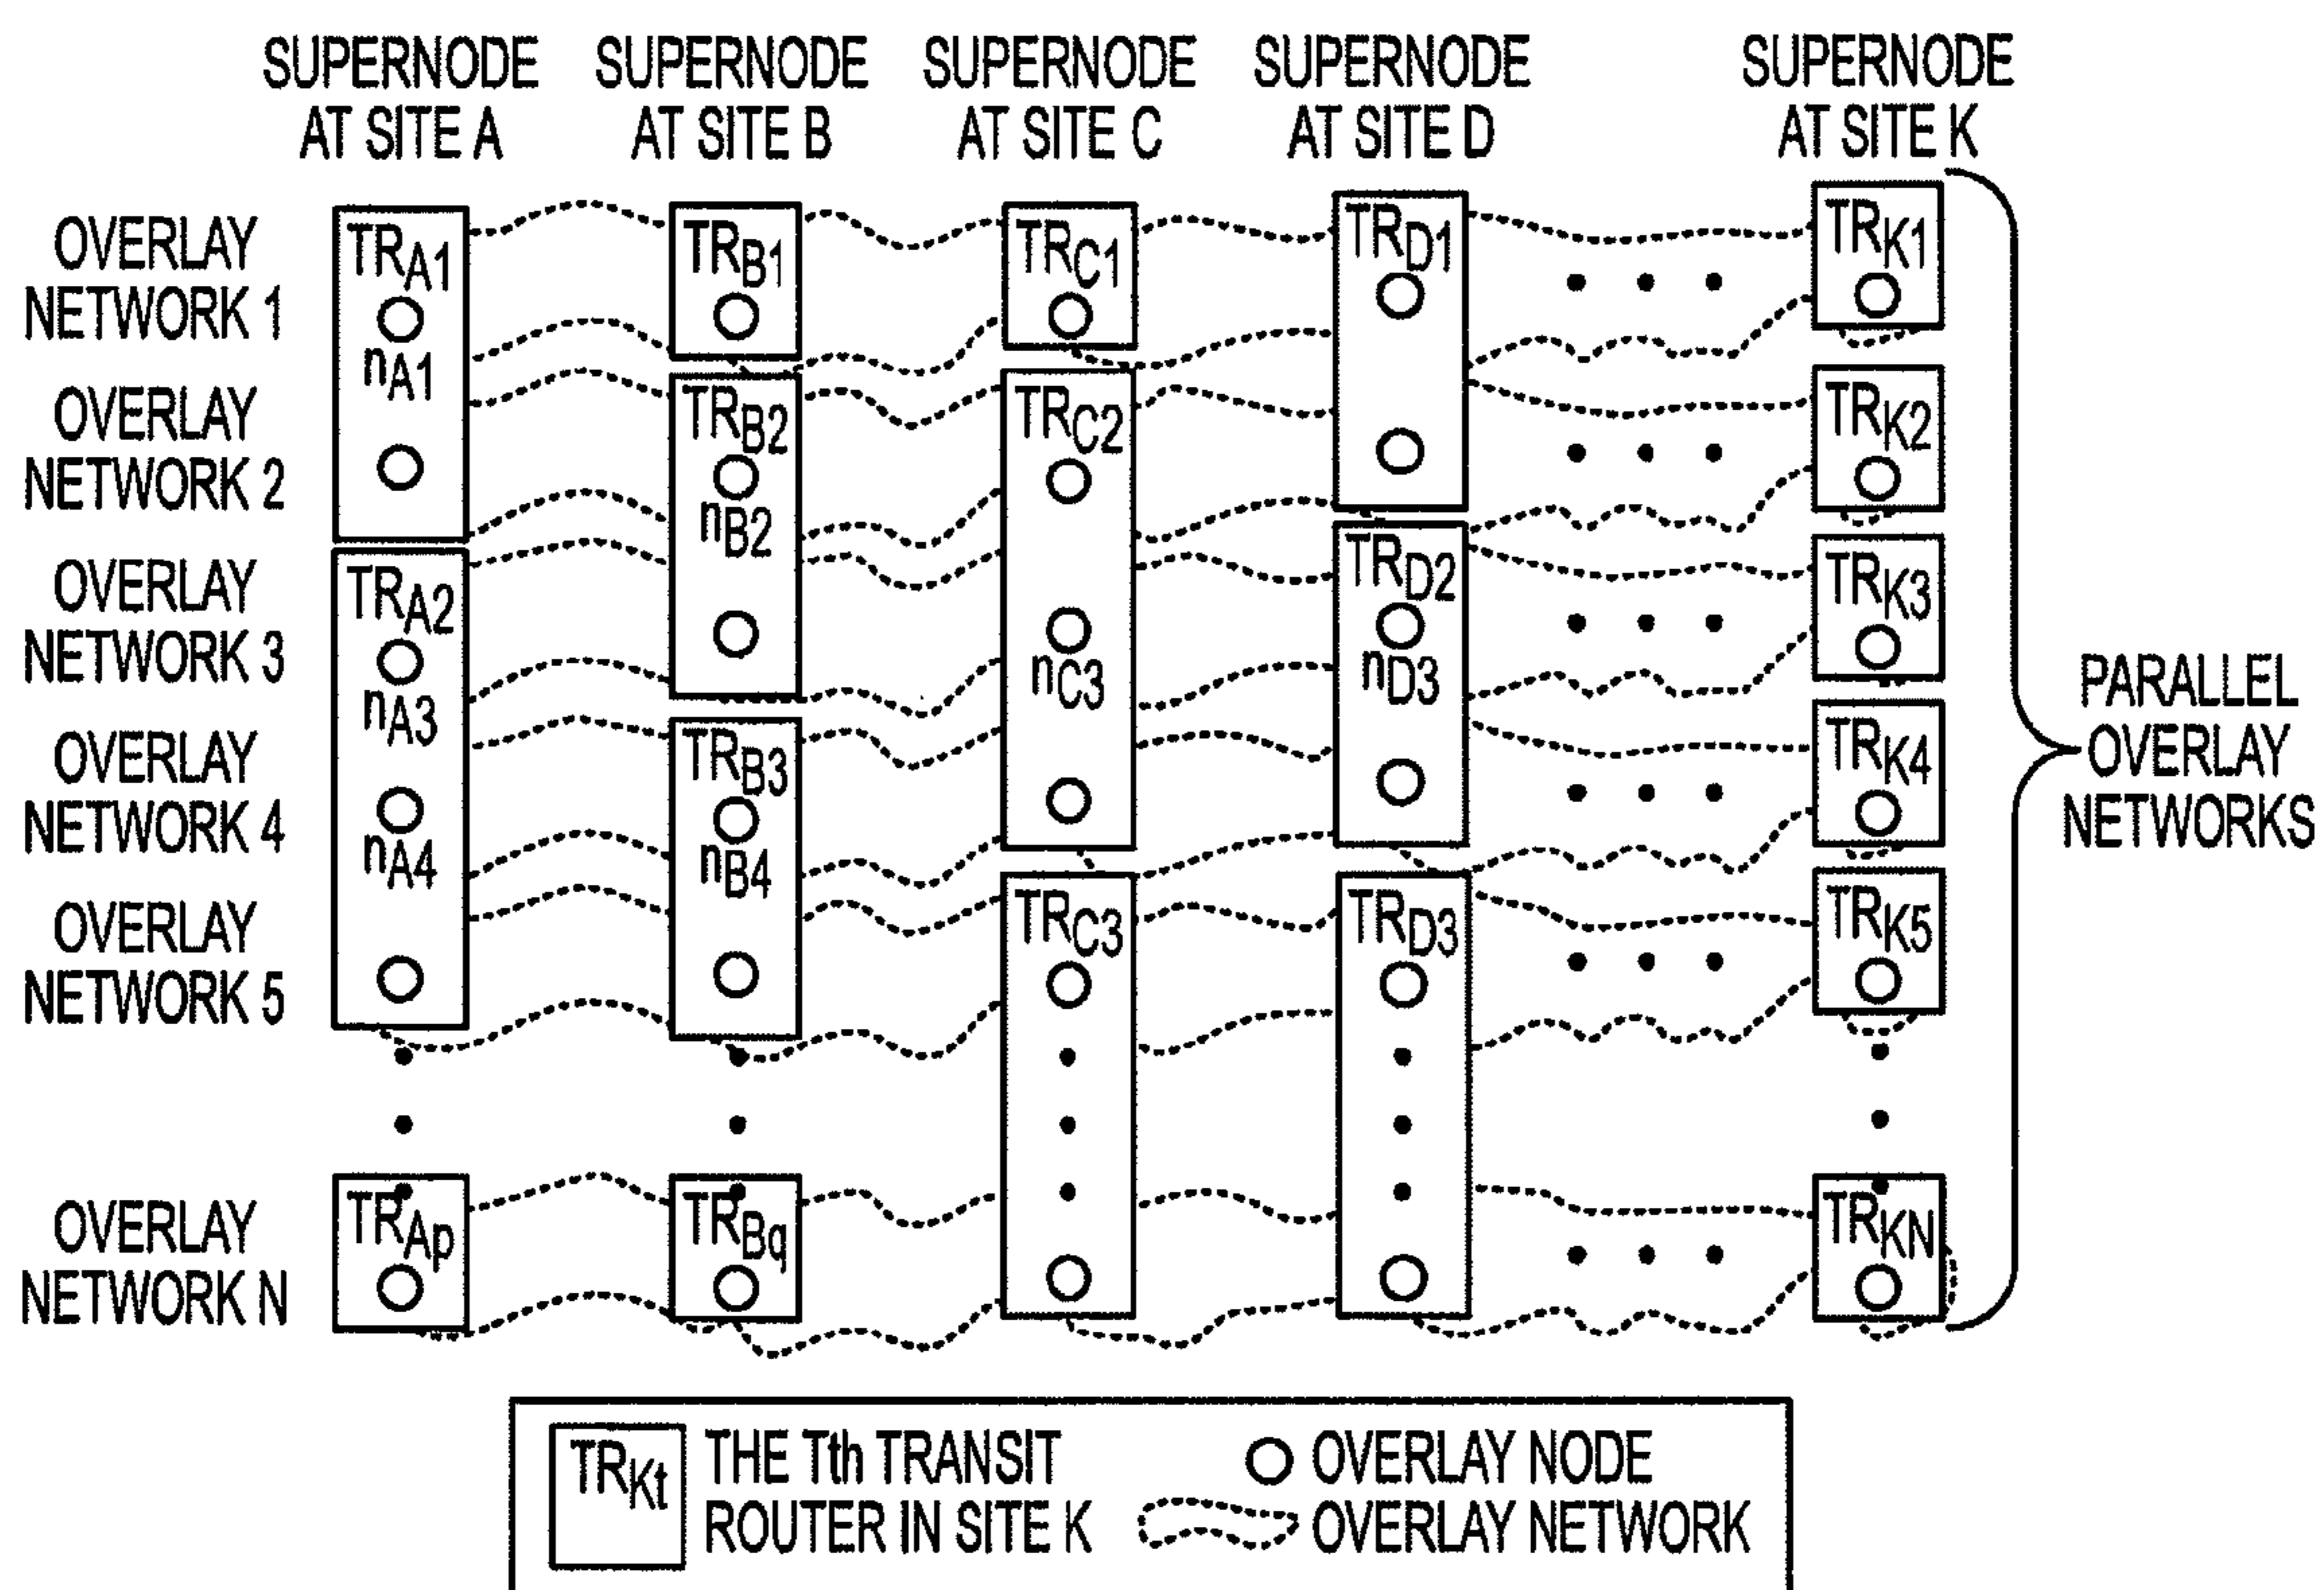 SUPERNODE AT SITE A
SUPERNODE AT SITE B
SUPERNODE AT SITE C
SUPERNODE AT SITE D
SUPERNODE AT SITE K
OVERLAY
NETWORK 1
OVERLAY
NETWORK 2
OVERLAY
NETWORK 3
OVERLAY
NETWORK 4
OVERLAY
NETWORK 5
OVERLAY
NETWORK N
TRA1
nA1
TRA2
nA3
nA4
TRAp
TRB1
TRB2
nB2
TRB3
nB4
TRBq
TRC1
TRC2
nC3
TRC3
TRD1
TRD2
nD3
TRD3
TRK1
TRK2
TRK3
TRK4
TRK5
TRKN
PARALLEL
OVERLAY
NETWORKS
TRKt
THE Tth TRANSIT
ROUTER IN SITE K
OVERLAY NODE
OVERLAY NETWORK